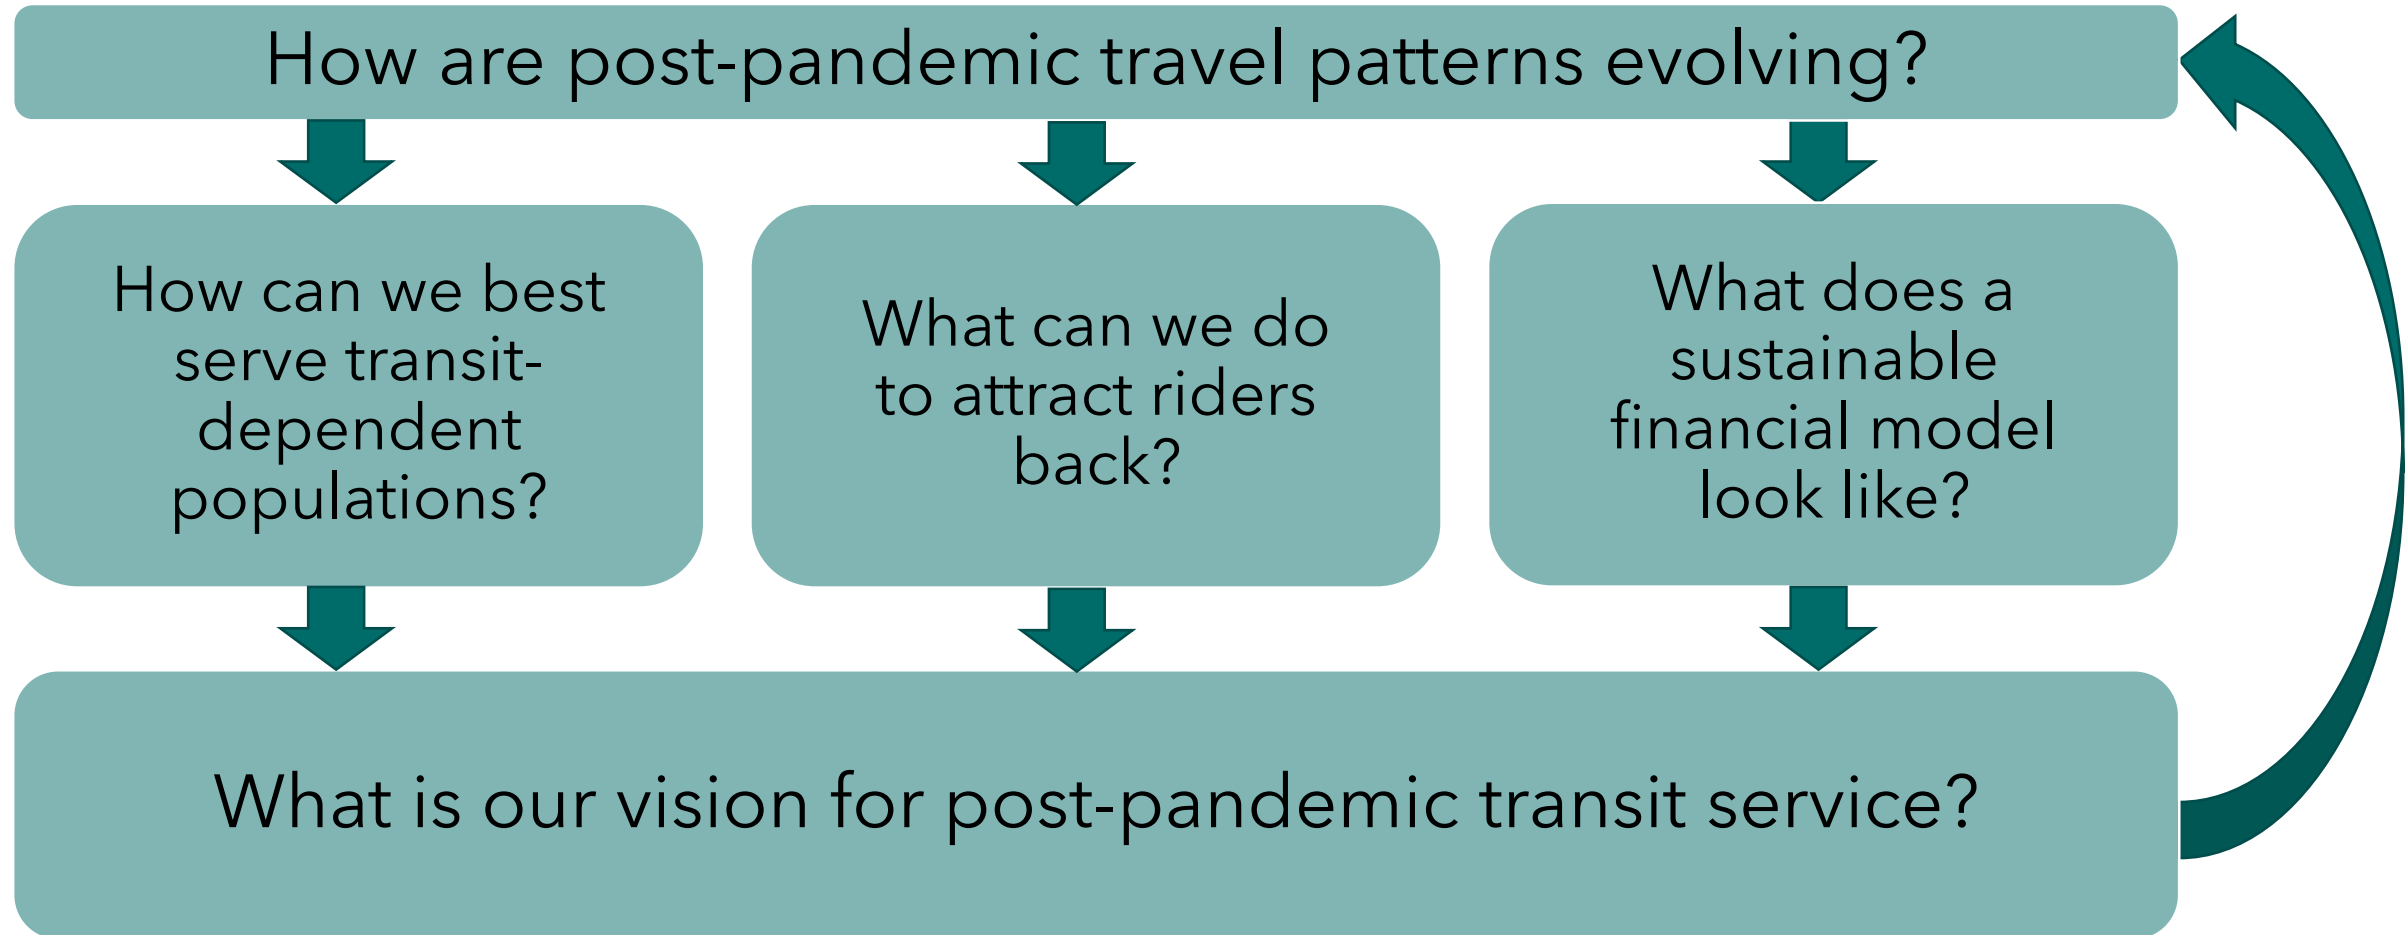 How are post-pandemic travel patterns evolving?
How can we best
serve transit-
dependent
populations?
What can we do
to attract riders
back?
What does a
sustainable
financial model
look like?
What is our vision for post-pandemic transit service?